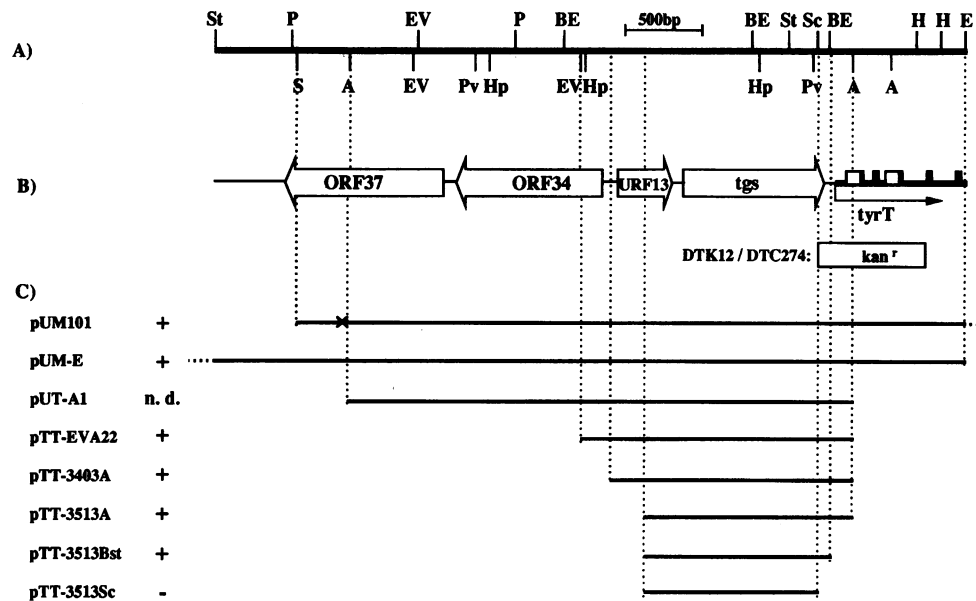 St P EV P BE 500bp BE St Sc BE H H E
A)
S A EV Pv Hp EV Hp Hp Pv A A
B) ORF37 ORF34 URF13 tgs
tyrT
DTK12 / DTC274: kan r
C)
pUM101 +
pUM-E +
pUT-A1 n. d.
pTT-EVA22 +
pTT-3403A +
pTT-3513A +
pTT-3513Bst +
pTT-3513Sc -